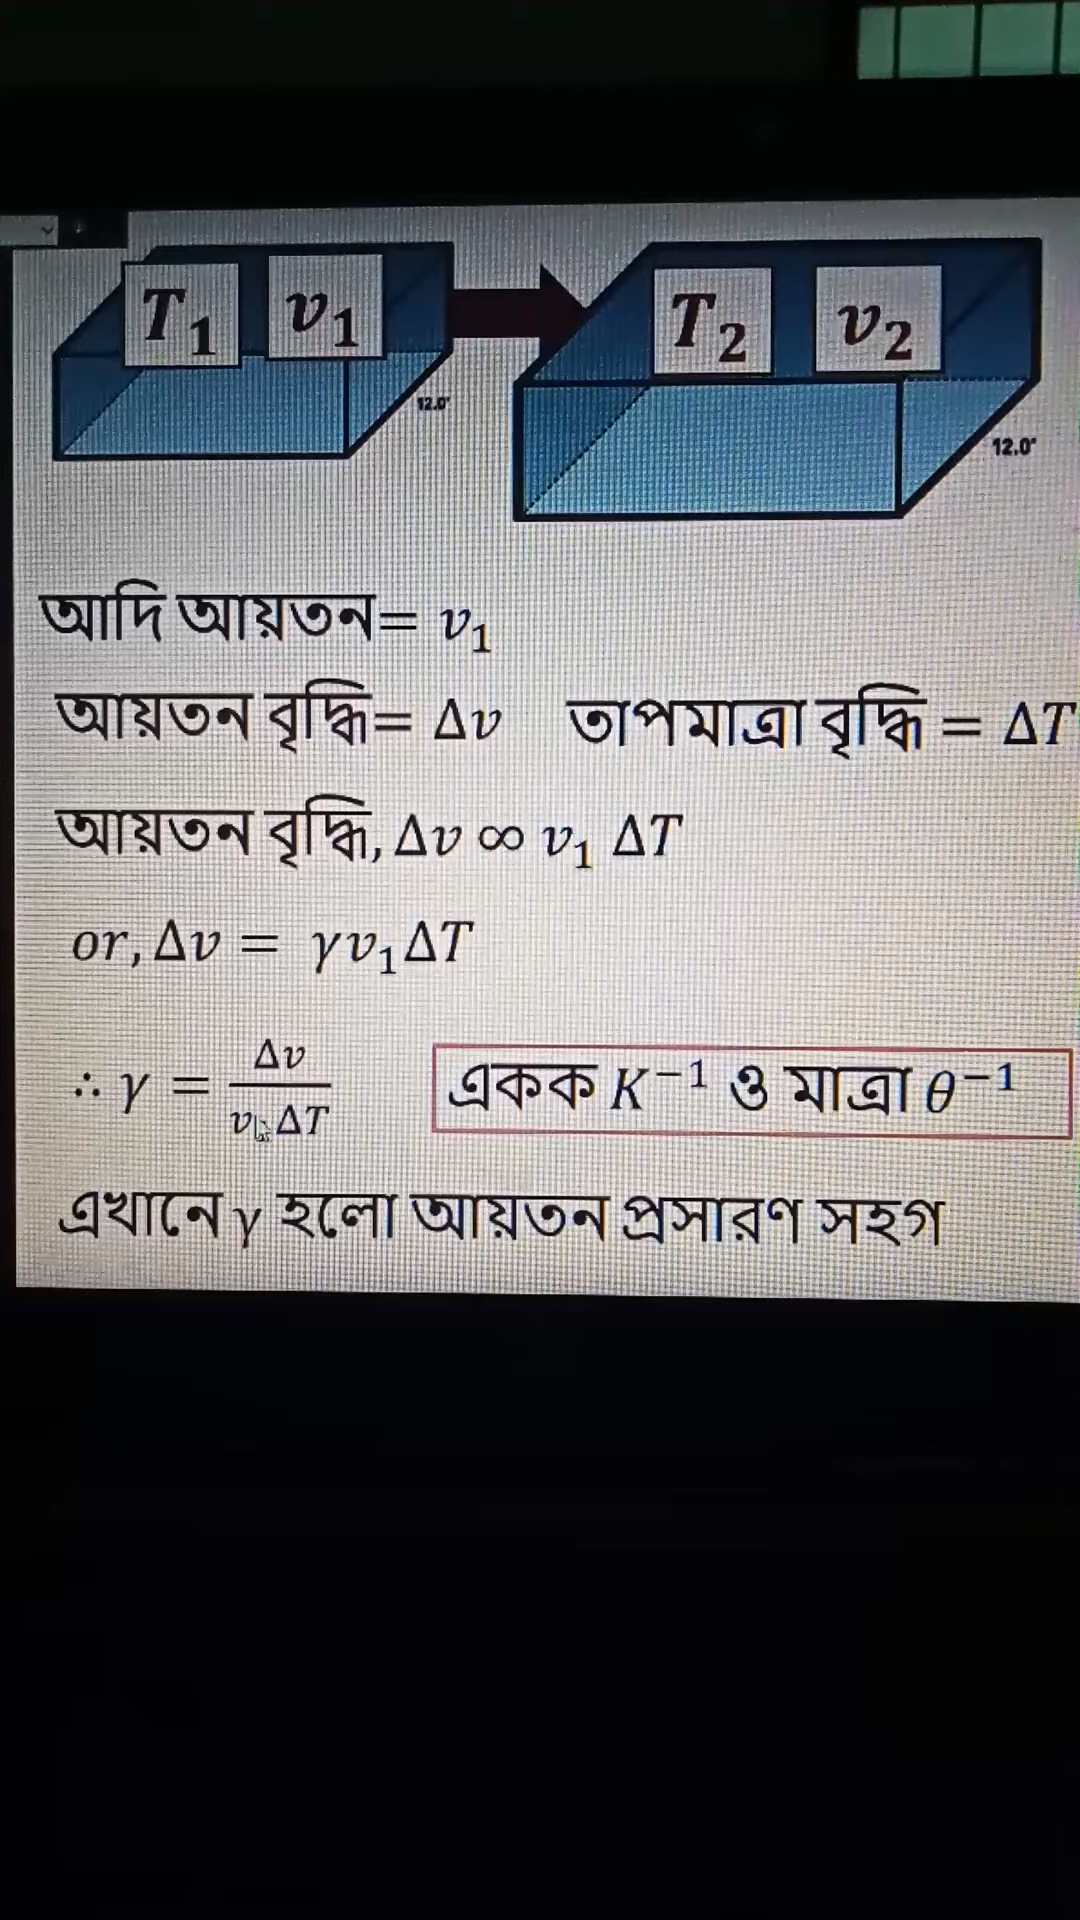 T₁ v₁ T₂ v₂
12.0"
12.0"
আদি আয়তন= v₁
আয়তন বৃদ্ধি= Δv তাপমাত্রা বৃদ্ধি = ΔT
আয়তন বৃদ্ধি, Δv ∞ v₁ ΔT
or, Δv = γv₁ΔT
∴ γ = Δv / v₁ΔT একক K⁻¹ ও মাত্রা θ⁻¹
এখানে γ হলো আয়তন প্রসারণ সহগ